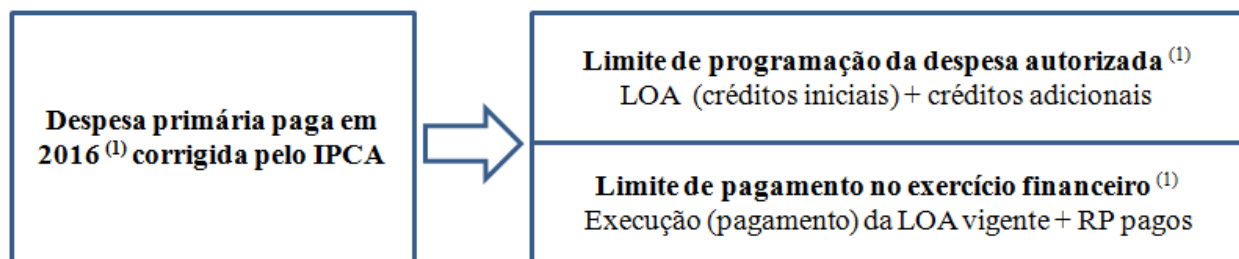 Despesa primária paga em
2016 (1) corrigida pelo IPCA
Limite de programação da despesa autorizada (1)
LOA (créditos iniciais) + créditos adicionais
Limite de pagamento no exercício financeiro (1)
Execução (pagamento) da LOA vigente + RP pagos